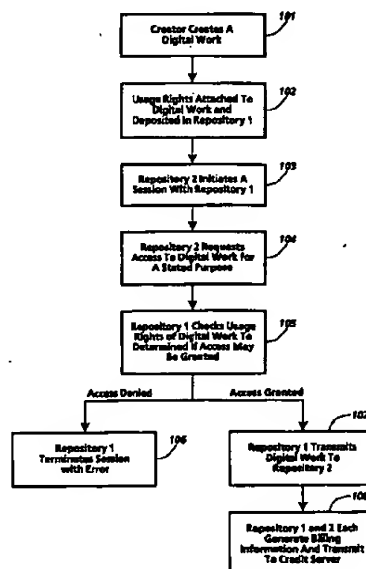 101
Creator Creates A
Digital Work
102
Usage Rights Attached To
Digital Work and
Deposited in Repository 1
103
Repository 2 Initiates A
Session With Repository 1
104
Repository 2 Requests
Access To Digital Work for
A Stated Purpose
105
Repository 1 Checks Usage
Rights of Digital Work To
Determined If Access May
Be Granted
Access Denied
Access Granted
106
Repository 1
Terminates Session
with Error
107
Repository 1 Transmits
Digital Work To
Repository 2
108
Repository 1 and 2 Each
Generate Billing
Information And Transmit
To Credit Server